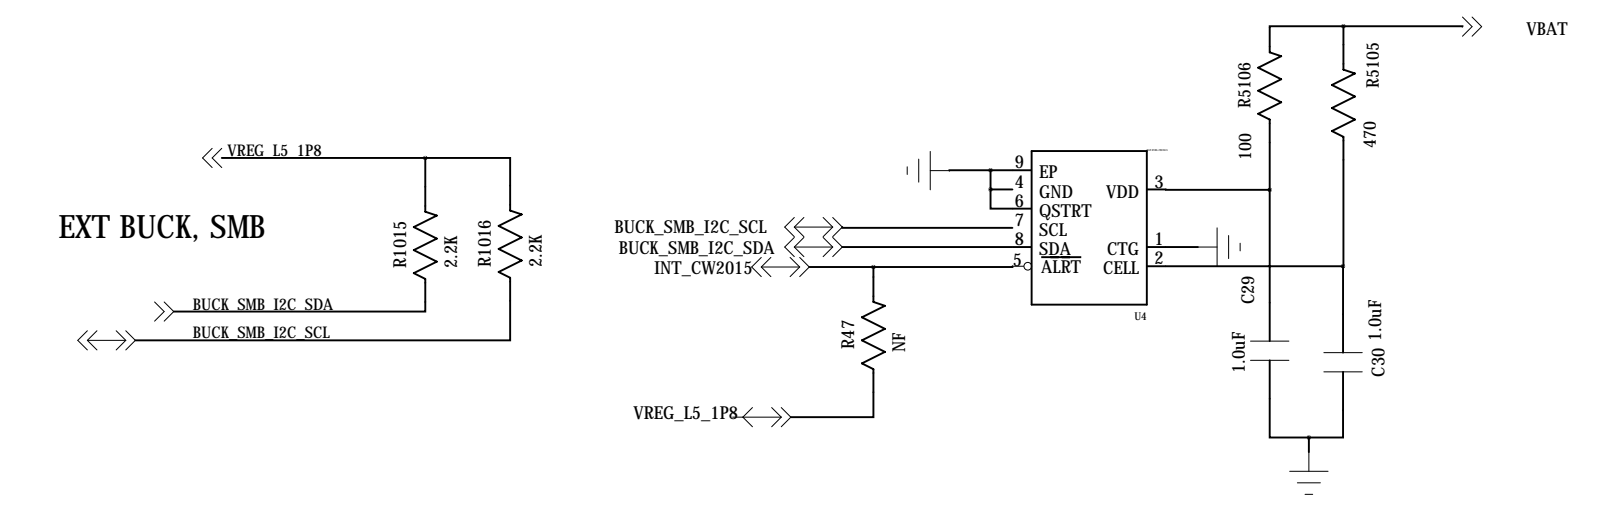 VBAT
R5106
R5105
100
470
VREG_L5_1P8
EXT BUCK, SMB
R1015
2.2K
R1016
2.2K
BUCK_SMB_I2C_SDA
BUCK_SMB_I2C_SCL
9 EP
4 GND VDD 3
6 QSTRT
BUCK_SMB_I2C_SCL 7 SCL
BUCK_SMB_I2C_SDA 8 SDA CTG 1
INT_CW2015 5 ALRT CELL 2
U4
C29
1.0uF
C30 1.0uF
R47
NF
VREG_L5_1P8